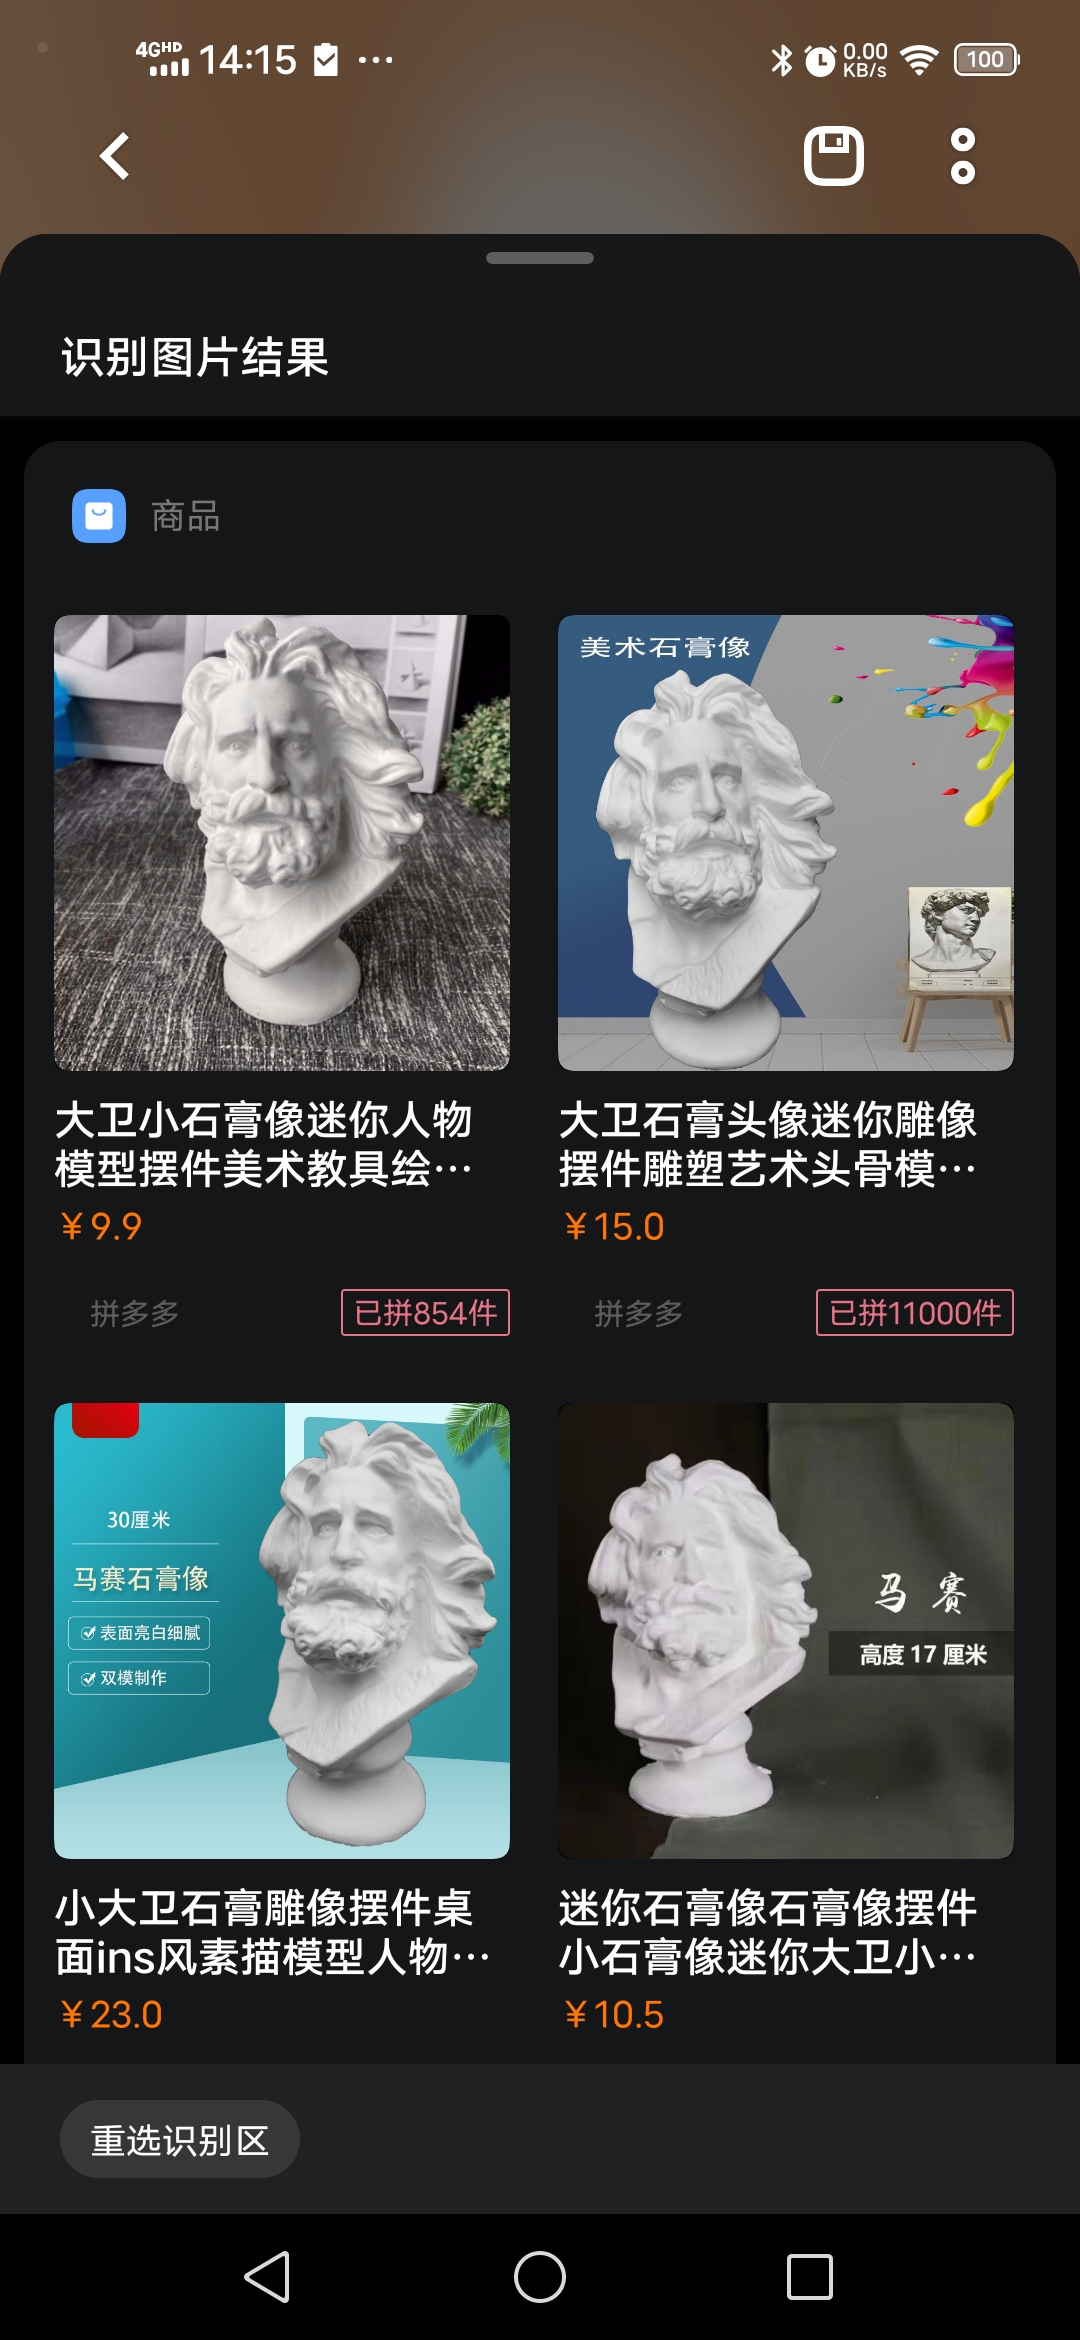 4GHD 14:15 ··· 0.00 KB/s 100
识别图片结果
商品
美术石膏像
大卫小石膏像迷你人物
模型摆件美术教具绘···
¥9.9
拼多多 已拼854件
大卫石膏头像迷你雕像
摆件雕塑艺术头骨模···
¥15.0
拼多多 已拼11000件
30厘米
马赛石膏像
表面亮白细腻
双模制作
小大卫石膏雕像摆件桌
面ins风素描模型人物···
¥23.0
马赛
高度17厘米
迷你石膏像石膏像摆件
小石膏像迷你大卫小···
¥10.5
重选识别区